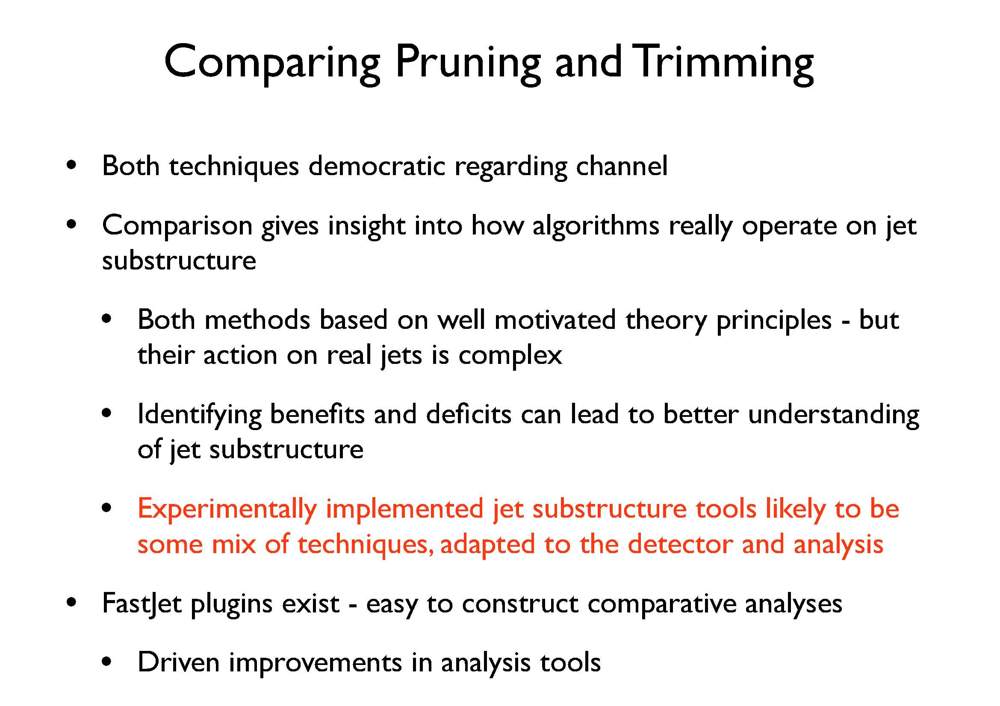 Comparing Pruning and Trimming
• Both techniques democratic regarding channel
• Comparison gives insight into how algorithms really operate on jet
substructure
• Both methods based on well motivated theory principles - but
their action on real jets is complex
• Identifying benefits and deficits can lead to better understanding
of jet substructure
• Experimentally implemented jet substructure tools likely to be
some mix of techniques, adapted to the detector and analysis
• FastJet plugins exist - easy to construct comparative analyses
• Driven improvements in analysis tools